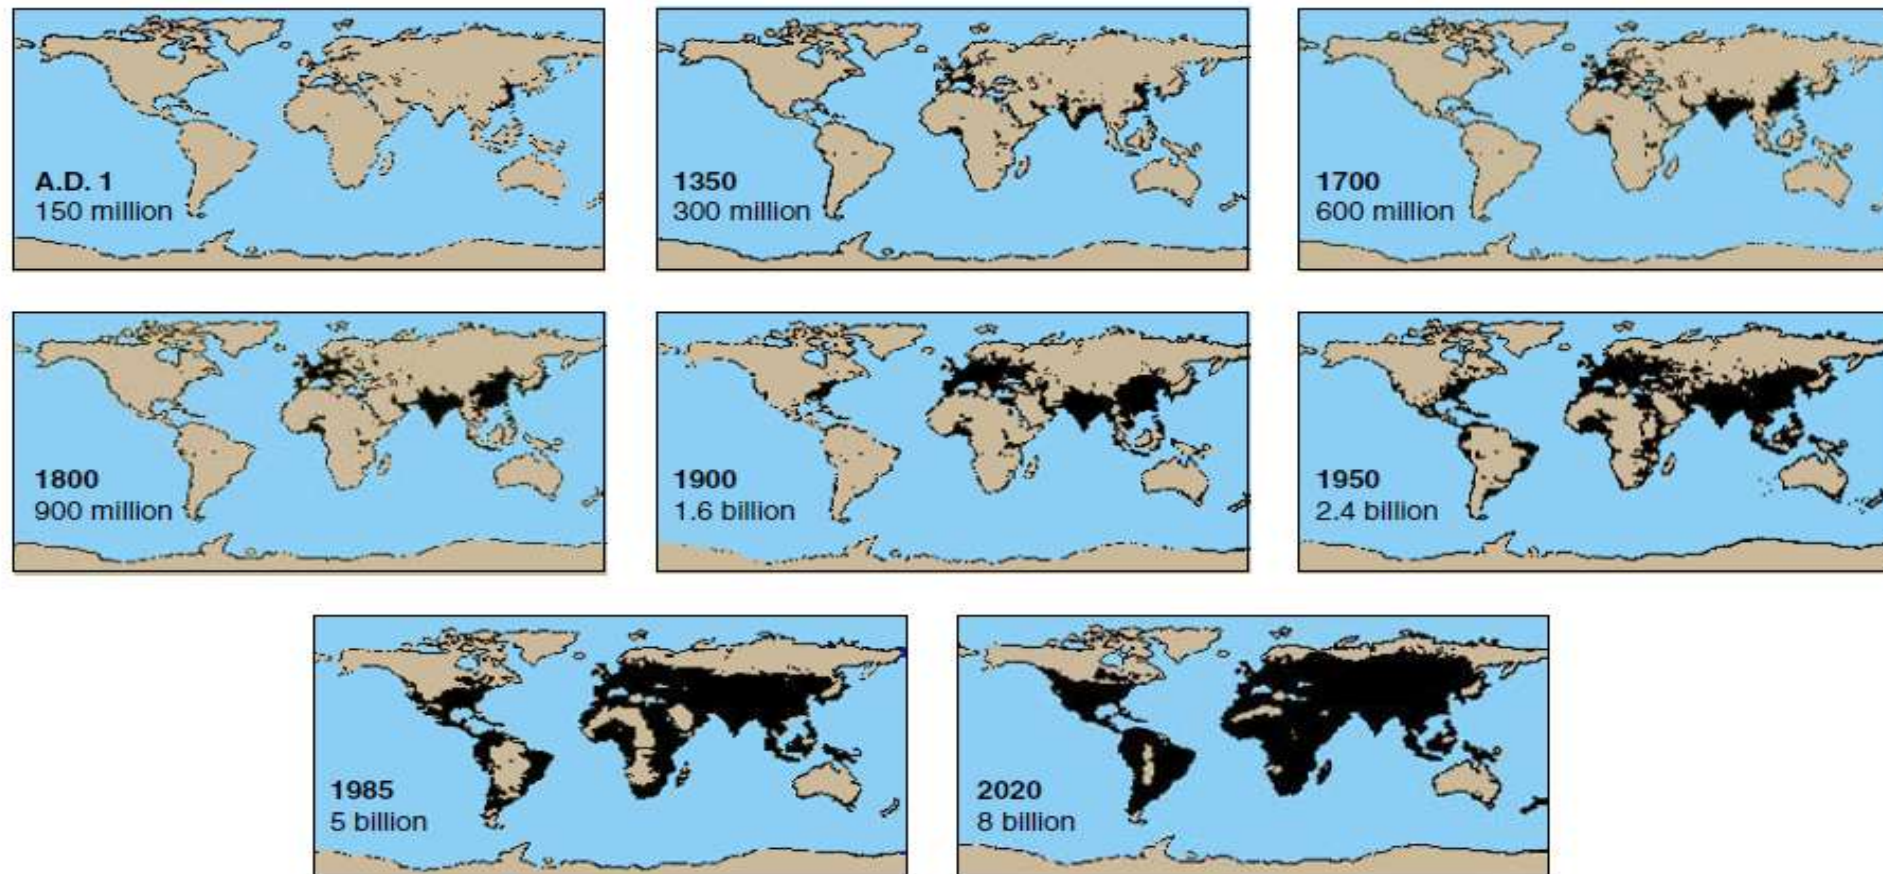 A.D. 1
150 million
1350
300 million
1700
600 million
1800
900 million
1900
1.6 billion
1950
2.4 billion
1985
5 billion
2020
8 billion